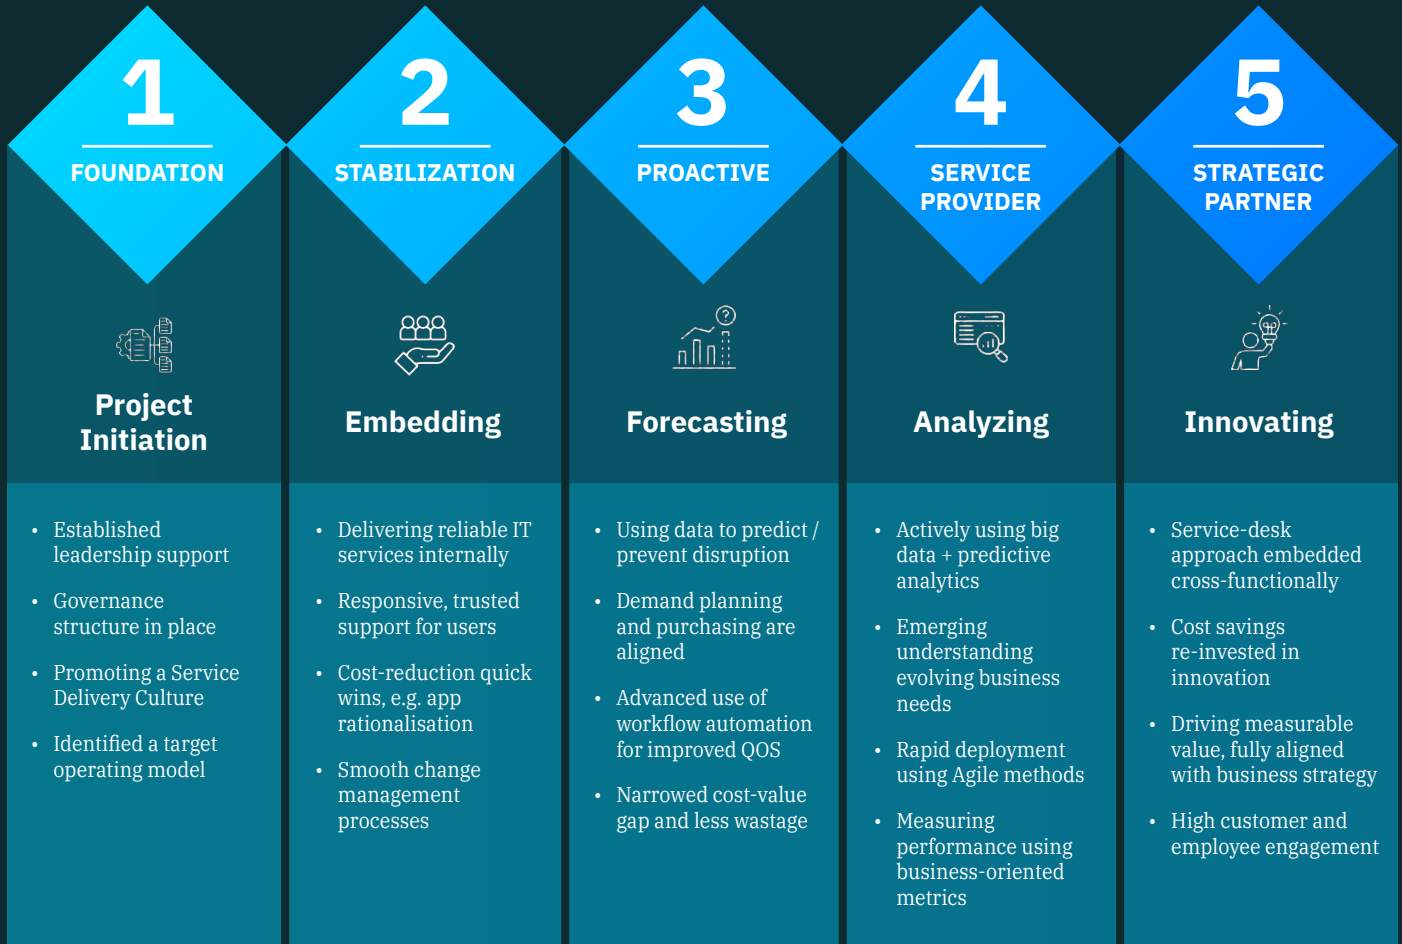 1
FOUNDATION
Project
Initiation
• Established
leadership support
• Governance
structure in place
• Promoting a Service
Delivery Culture
• Identified a target
operating model
2
STABILIZATION
Embedding
• Delivering reliable IT
services internally
• Responsive, trusted
support for users
• Cost-reduction quick
wins, e.g. app
rationalisation
• Smooth change
management
processes
3
PROACTIVE
?
Forecasting
• Using data to predict /
prevent disruption
• Demand planning
and purchasing are
aligned
• Advanced use of
workflow automation
for improved QOS
• Narrowed cost-value
gap and less wastage
4
SERVICE
PROVIDER
Analyzing
• Actively using big
data + predictive
analytics
• Emerging
understanding
evolving business
needs
• Rapid deployment
using Agile methods
• Measuring
performance using
business-oriented
metrics
5
STRATEGIC
PARTNER
Innovating
• Service-desk
approach embedded
cross-functionally
• Cost savings
re-invested in
innovation
• Driving measurable
value, fully aligned
with business strategy
• High customer and
employee engagement